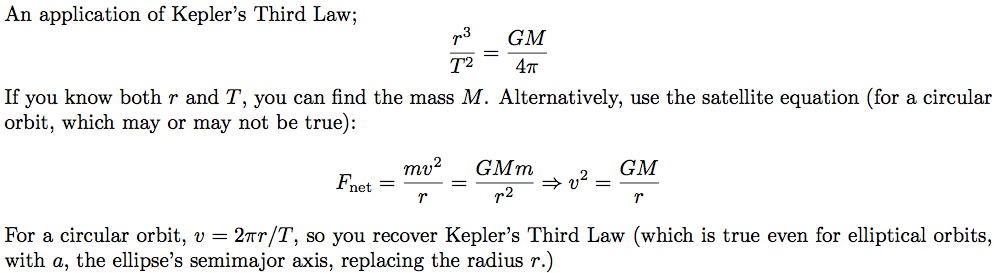 An application of Kepler's Third Law;
r³/T² = GM/4π
If you know both r and T, you can find the mass M. Alternatively, use the satellite equation (for a circular
orbit, which may or may not be true):
F_net = mv²/r = GMm/r² ⇒ v² = GM/r
For a circular orbit, v = 2πr/T, so you recover Kepler's Third Law (which is true even for elliptical orbits,
with a, the ellipse's semimajor axis, replacing the radius r.)